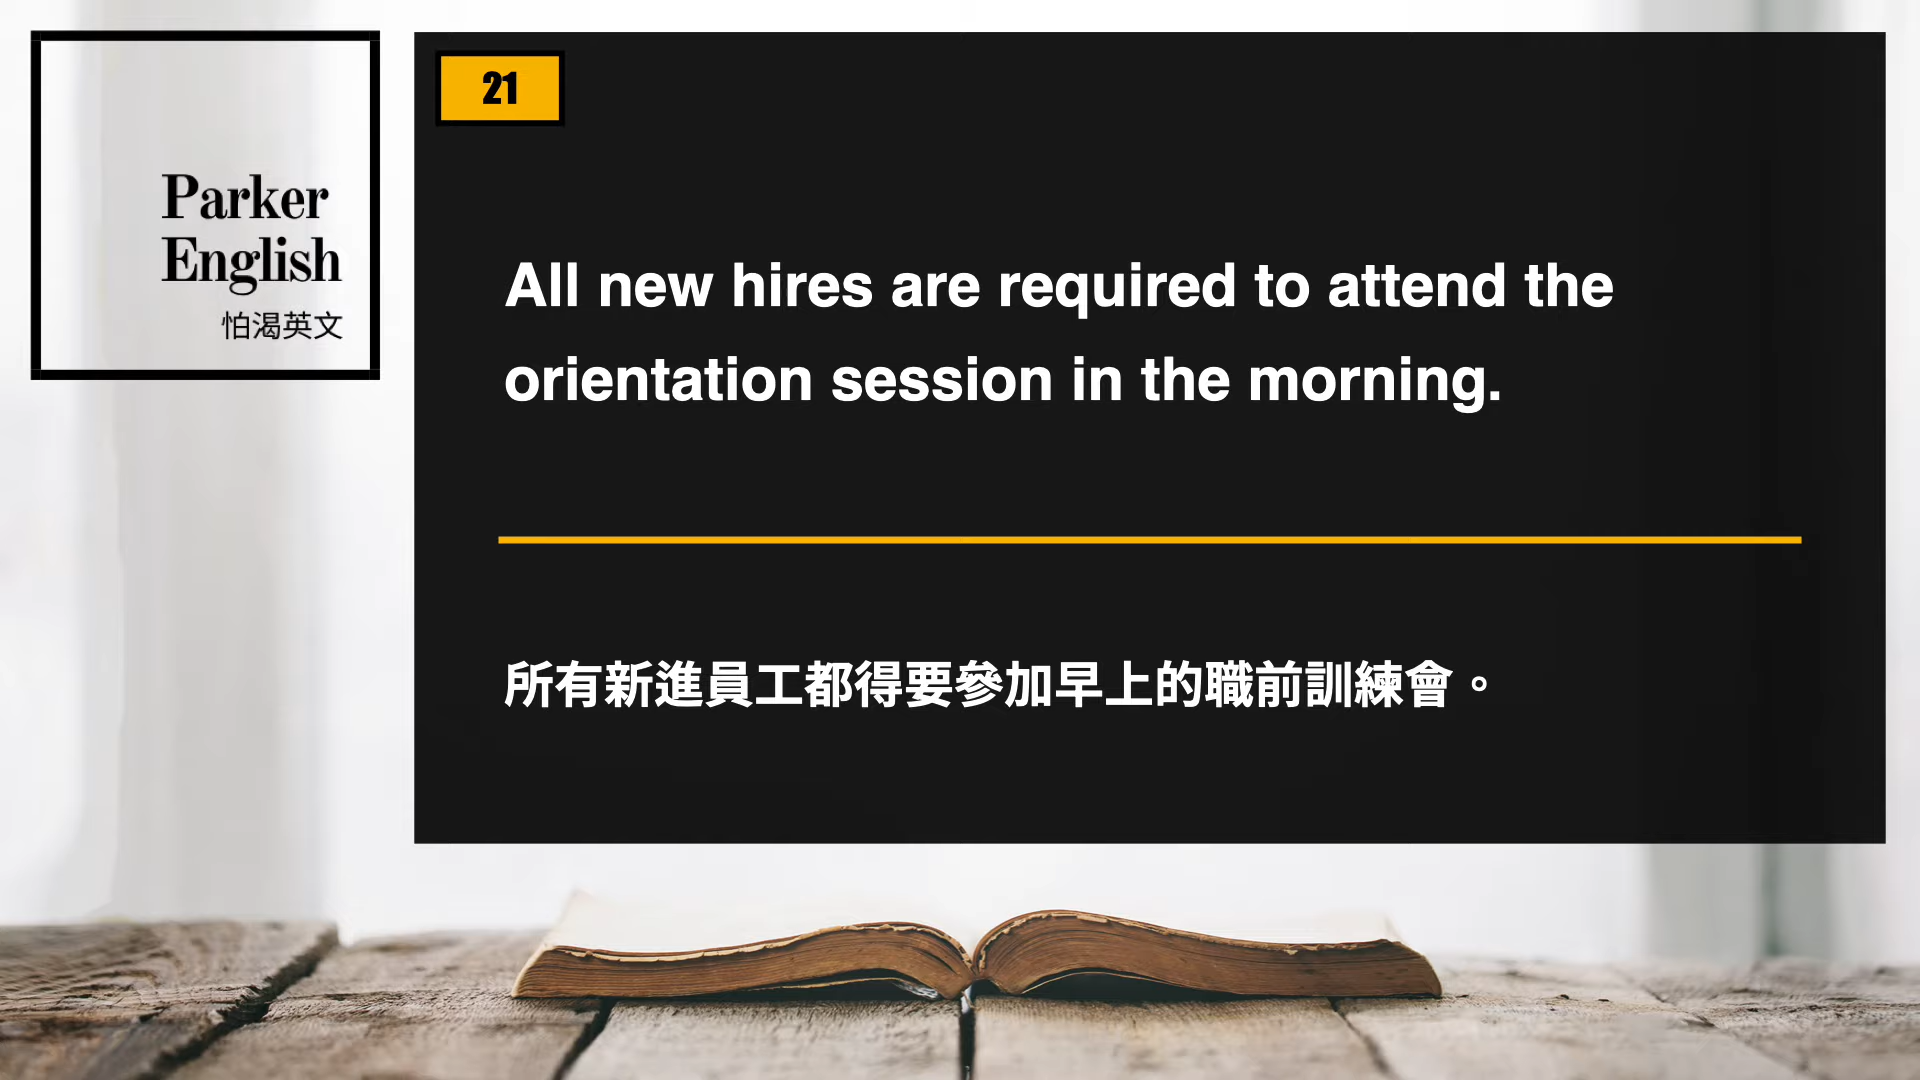 Parker
English
怕渴英文
21
All new hires are required to attend the
orientation session in the morning.
所有新進員工都得要參加早上的職前訓練會。